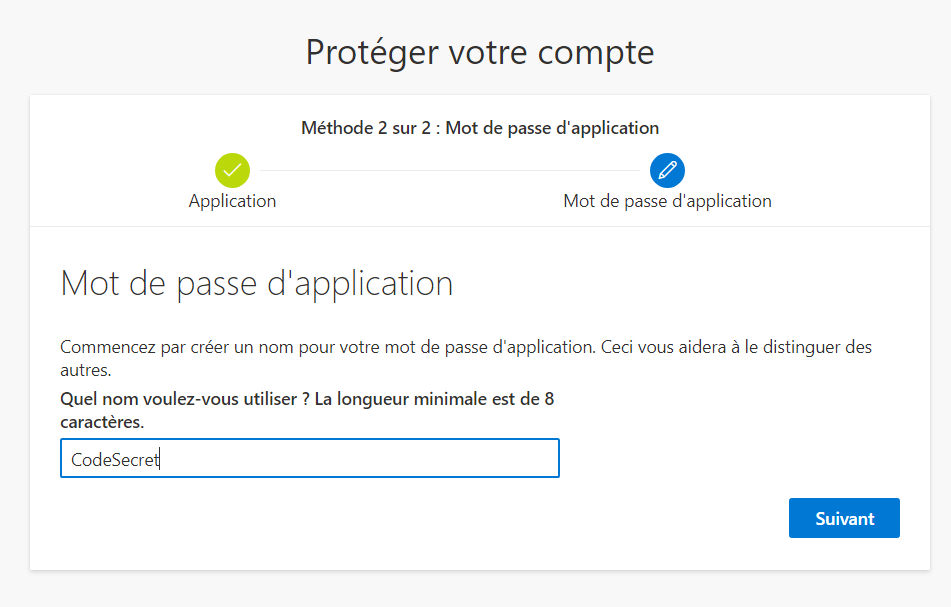 Protéger votre compte
Méthode 2 sur 2 : Mot de passe d'application
Application
Mot de passe d'application
Mot de passe d'application
Commencez par créer un nom pour votre mot de passe d'application. Ceci vous aidera à le distinguer des
autres.
Quel nom voulez-vous utiliser ? La longueur minimale est de 8
caractères.
CodeSecret
Suivant